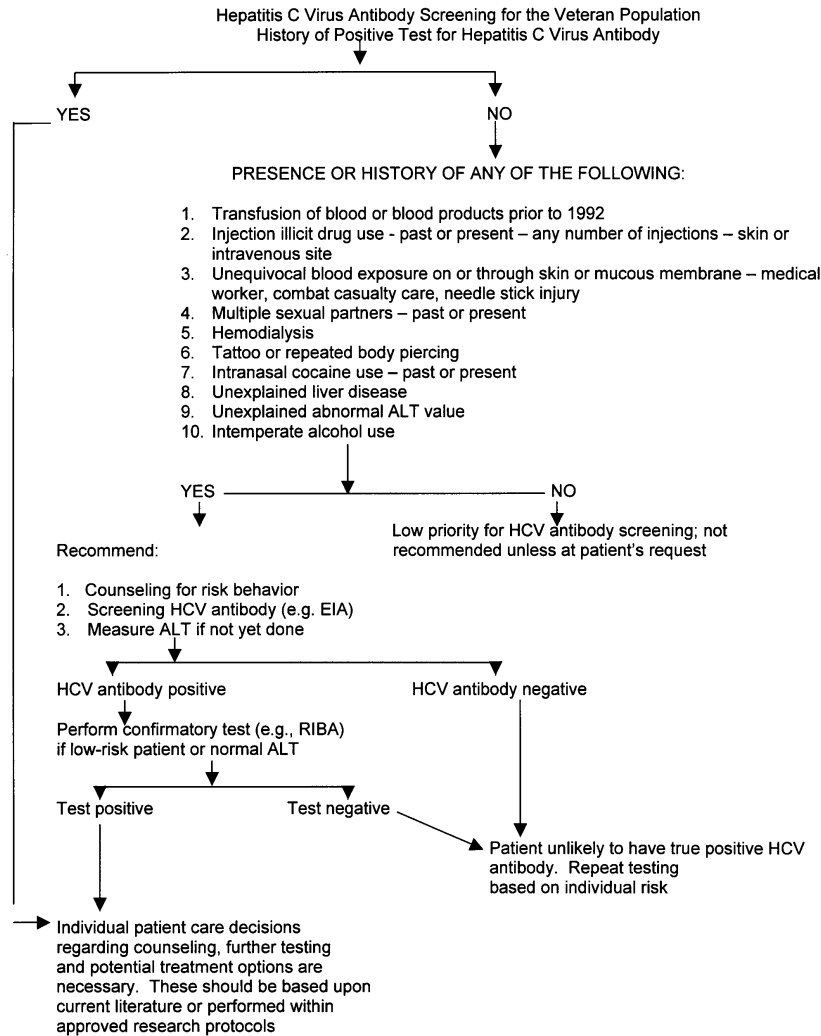 Hepatitis C Virus Antibody Screening for the Veteran Population
History of Positive Test for Hepatitis C Virus Antibody
YES
NO
PRESENCE OR HISTORY OF ANY OF THE FOLLOWING:
1. Transfusion of blood or blood products prior to 1992
2. Injection illicit drug use - past or present – any number of injections – skin or
intravenous site
3. Unequivocal blood exposure on or through skin or mucous membrane – medical
worker, combat casualty care, needle stick injury
4. Multiple sexual partners – past or present
5. Hemodialysis
6. Tattoo or repeated body piercing
7. Intranasal cocaine use – past or present
8. Unexplained liver disease
9. Unexplained abnormal ALT value
10. Intemperate alcohol use
YES
NO
Low priority for HCV antibody screening; not
recommended unless at patient's request
Recommend:
1. Counseling for risk behavior
2. Screening HCV antibody (e.g. EIA)
3. Measure ALT if not yet done
HCV antibody positive
HCV antibody negative
Perform confirmatory test (e.g., RIBA)
if low-risk patient or normal ALT
Test positive
Test negative
Patient unlikely to have true positive HCV
antibody. Repeat testing
based on individual risk
Individual patient care decisions
regarding counseling, further testing
and potential treatment options are
necessary. These should be based upon
current literature or performed within
approved research protocols